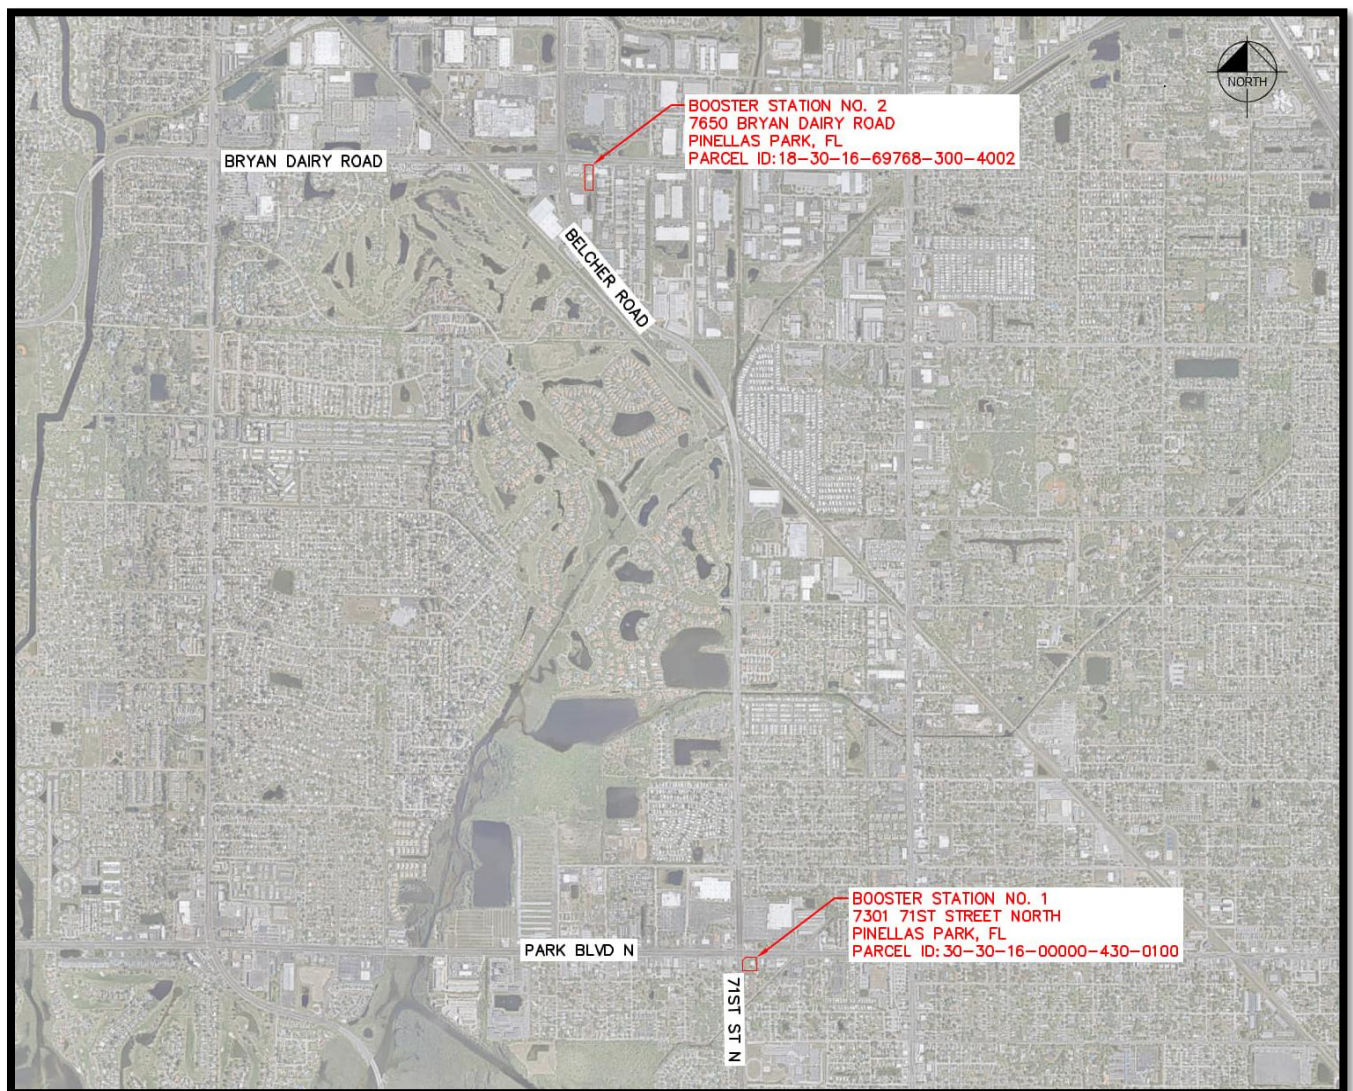 NORTH
BOOSTER STATION NO. 2
7650 BRYAN DAIRY ROAD
PINELLAS PARK, FL
PARCEL ID:18-30-16-69768-300-4002
BRYAN DAIRY ROAD
BELCHER ROAD
BOOSTER STATION NO. 1
7301 71ST STREET NORTH
PINELLAS PARK, FL
PARCEL ID:30-30-16-00000-430-0100
PARK BLVD N
71ST ST N